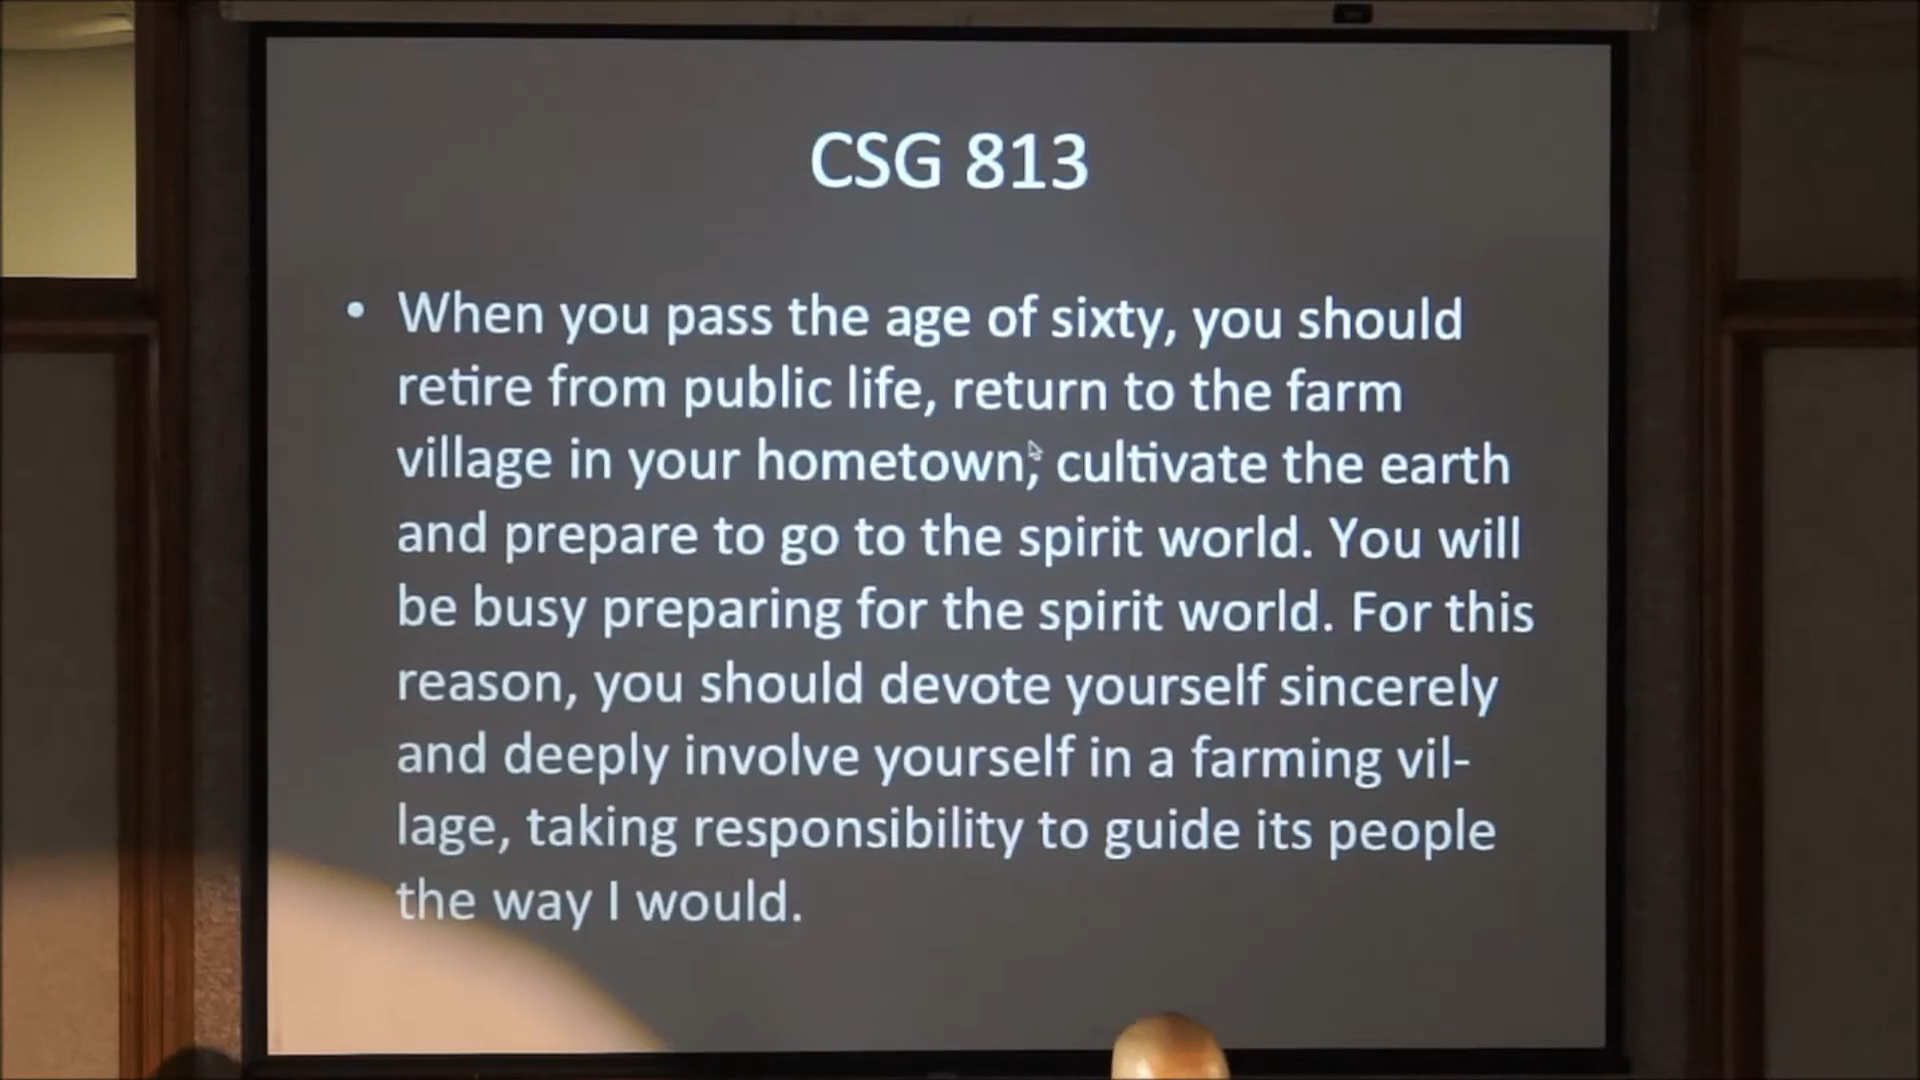 CSG 813
• When you pass the age of sixty, you should
retire from public life, return to the farm
village in your hometown, cultivate the earth
and prepare to go to the spirit world. You will
be busy preparing for the spirit world. For this
reason, you should devote yourself sincerely
and deeply involve yourself in a farming vil-
lage, taking responsibility to guide its people
the way I would.